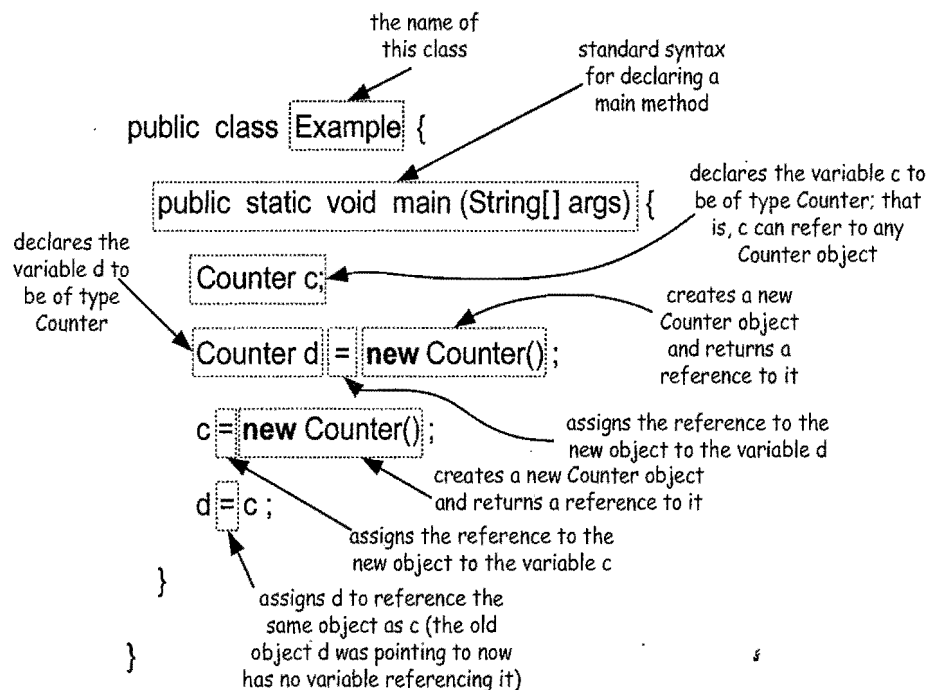 the name of
this class
standard syntax
for declaring a
main method
public class Example {
public static void main (String[] args) {
declares the variable c to
be of type Counter; that
is, c can refer to any
Counter object
declares the
variable d to
be of type
Counter
Counter c;
creates a new
Counter object
and returns a
reference to it
Counter d = new Counter() ;
assigns the reference to the
new object to the variable d
c = new Counter() ;
creates a new Counter object
and returns a reference to it
d = c ;
assigns the reference to the
new object to the variable c
}
assigns d to reference the
same object as c (the old
object d was pointing to now
has no variable referencing it)
}